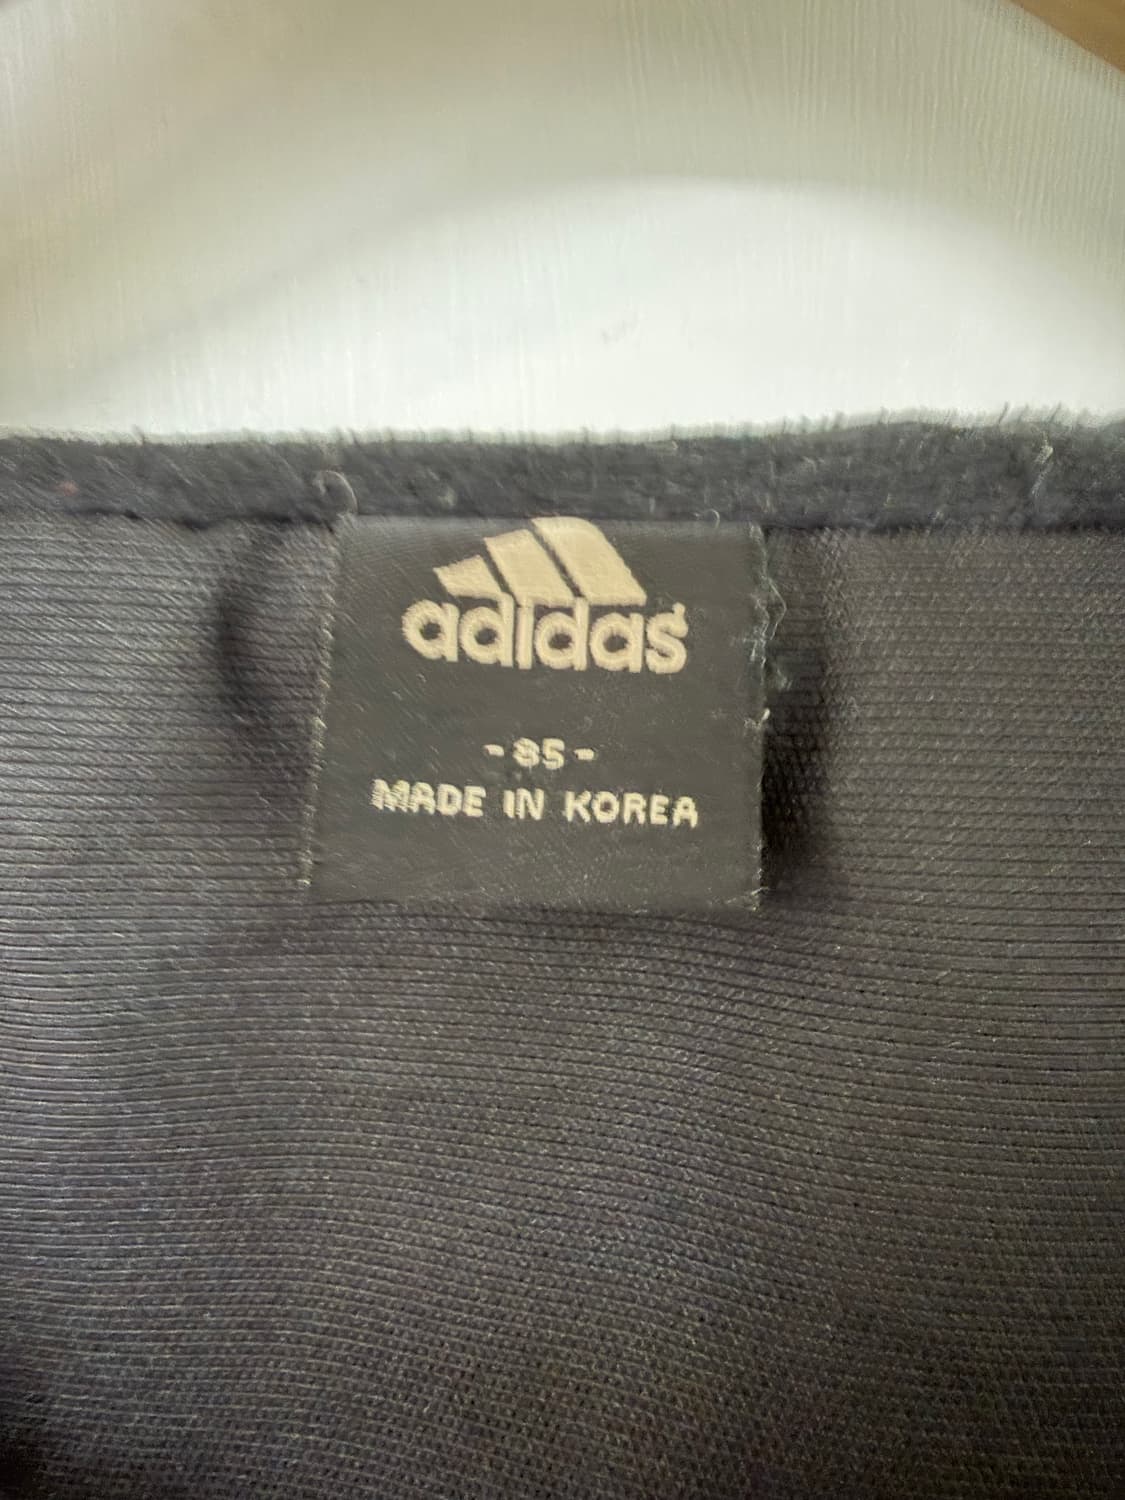 adidas
- 85 -
MADE IN KOREA